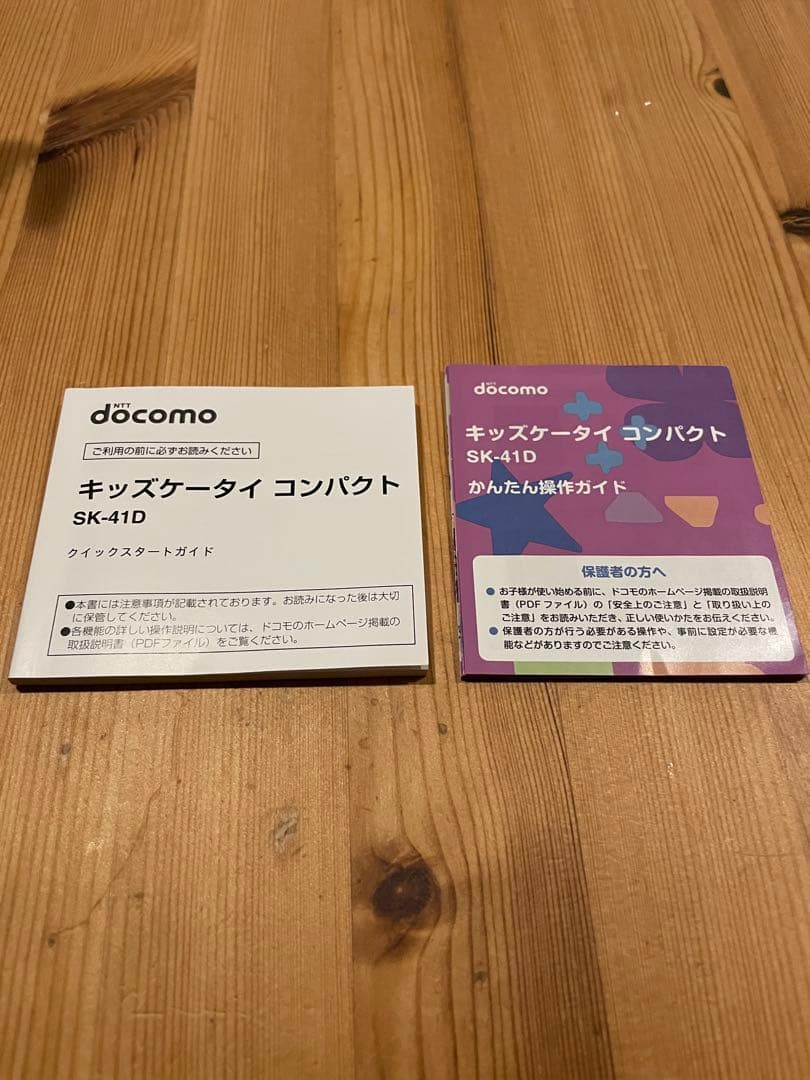 NTT
docomo
ご利用の前に必ずお読みください
キッズケータイ コンパクト
SK-41D
クイックスタートガイド
●本書には注意事項が記載されております。お読みになった後は大切
に保管してください。
●各機能の詳しい操作説明については、ドコモのホームページ掲載の
取扱説明書（PDFファイル）をご覧ください。
NTT
docomo
キッズケータイ コンパクト
SK-41D
かんたん操作ガイド
保護者の方へ
● お子様が使い始める前に、ドコモのホームページ掲載の取扱説明
書（PDF ファイル）の「安全上のご注意」と「取り扱い上の
ご注意」をお読みいただき、正しい使いかたをお伝えください。
● 保護者の方が行う必要がある操作や、事前に設定が必要な機
能などがありますのでご注意ください。